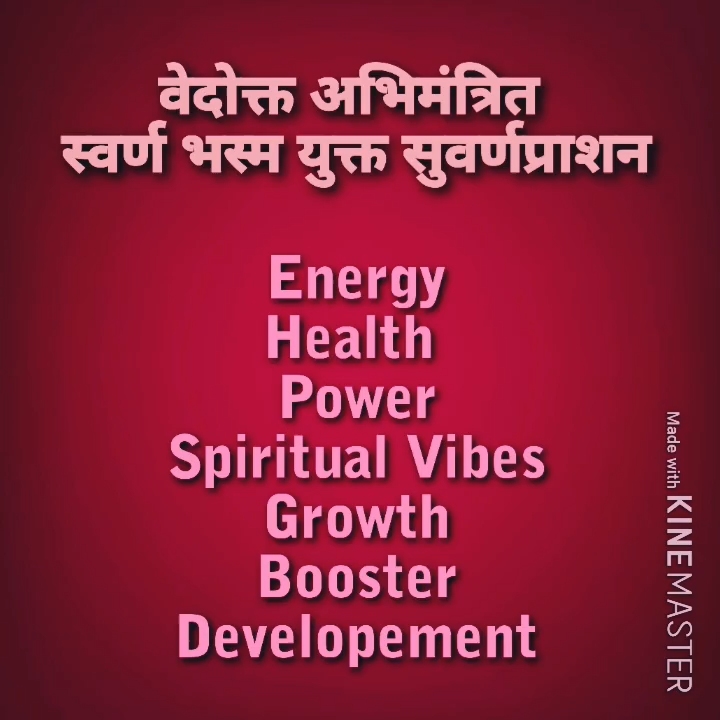 वेदोक्त अभिमंत्रित
स्वर्ण भस्म युक्त सुवर्णप्राशन
Energy
Health
Power
Spiritual Vibes
Growth
Booster
Developement
Made with KINEMASTER